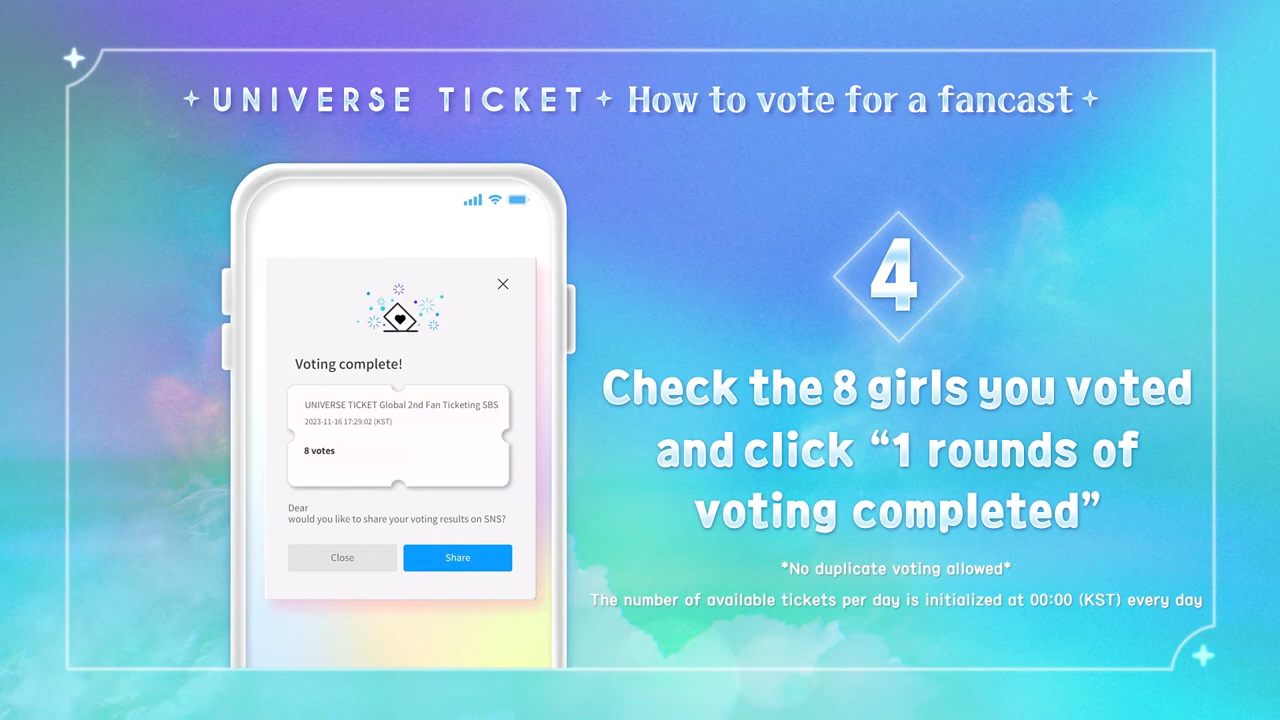 UNIVERSE TICKET How to vote for a fancast
4
Check the 8 girls you voted
and click “1 rounds of
voting completed”
*No duplicate voting allowed*
The number of available tickets per day is initialized at 00:00 (KST) every day
Voting complete!
UNIVERSE TICKET Global 2nd Fan Ticketing SBS
2023-11-16 17:29:02 (KST)
8 votes
Dear
would you like to share your voting results on SNS?
Close
Share